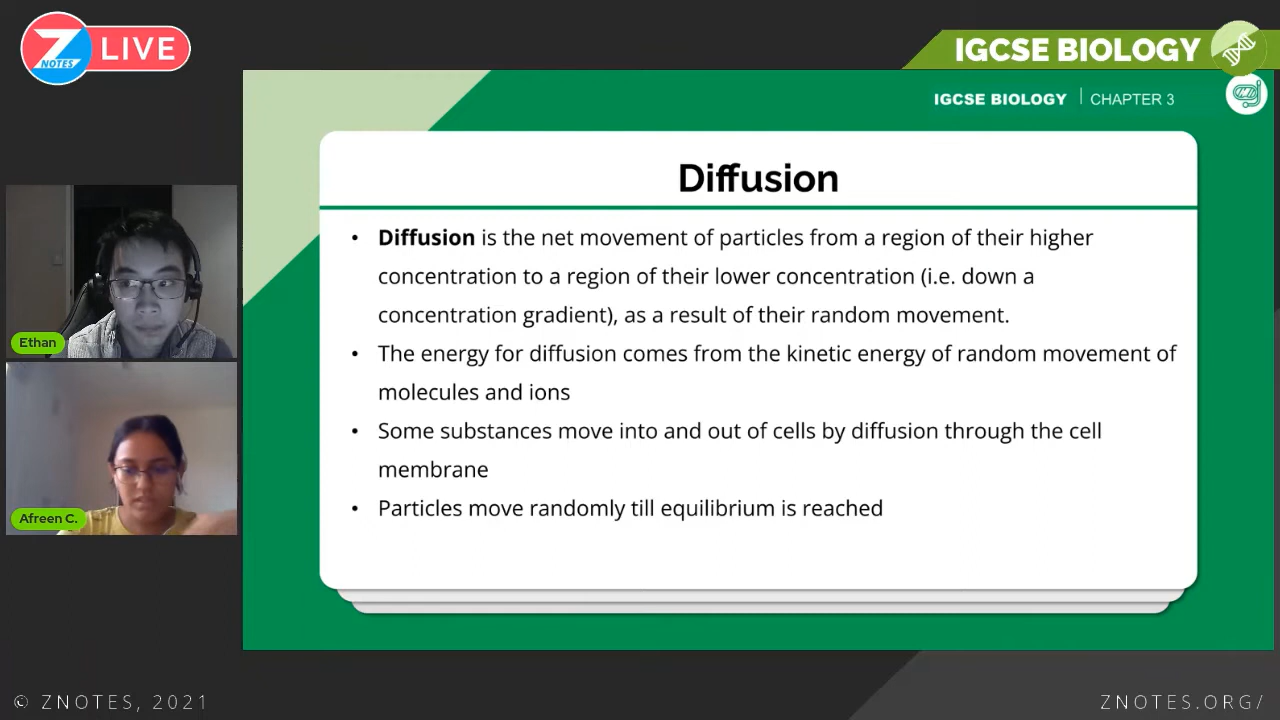 Z NOTES LIVE
IGCSE BIOLOGY
IGCSE BIOLOGY | CHAPTER 3
Diffusion
• Diffusion is the net movement of particles from a region of their higher
concentration to a region of their lower concentration (i.e. down a
concentration gradient), as a result of their random movement.
• The energy for diffusion comes from the kinetic energy of random movement of
molecules and ions
• Some substances move into and out of cells by diffusion through the cell
membrane
• Particles move randomly till equilibrium is reached
Ethan
Afreen C.
© ZNOTES, 2021
ZNOTES.ORG/